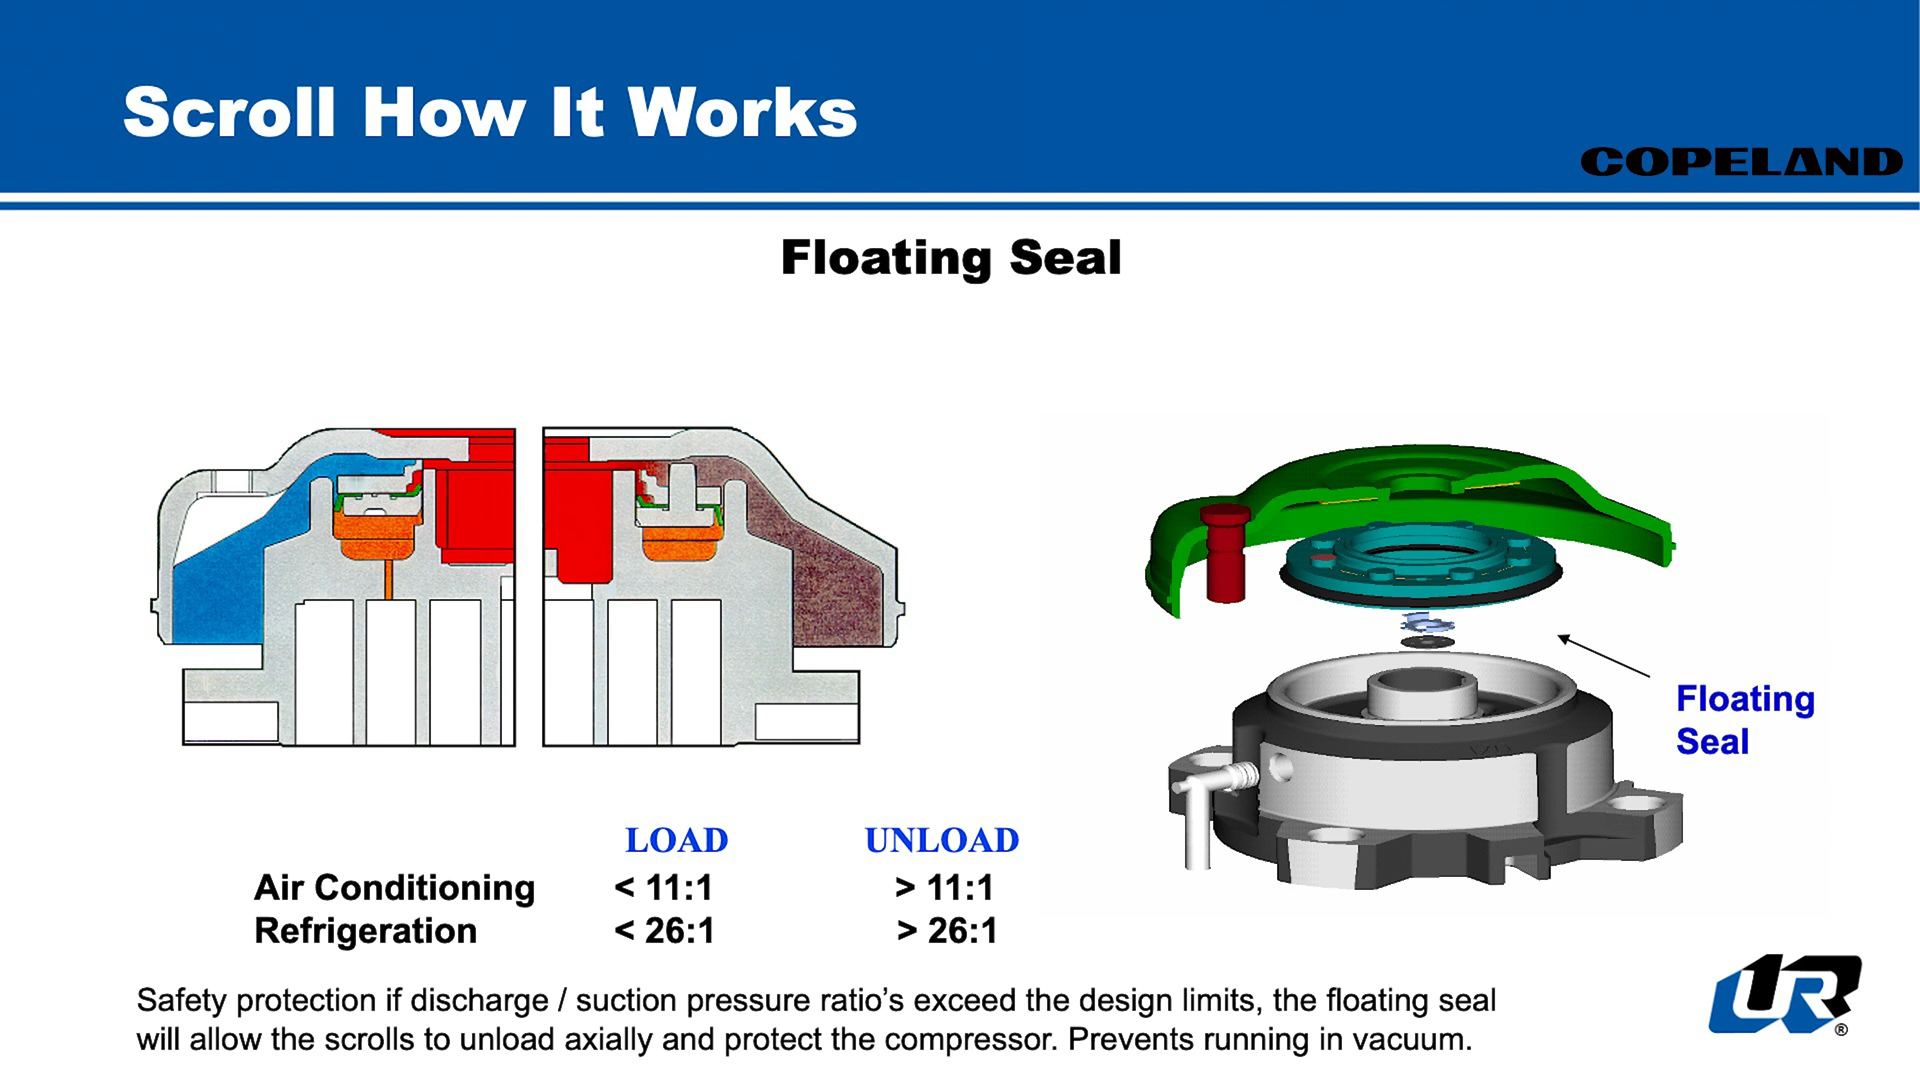 Scroll How It Works
COPELAND
Floating Seal
Floating
Seal
LOAD UNLOAD
Air Conditioning < 11:1 > 11:1
Refrigeration < 26:1 > 26:1
Safety protection if discharge / suction pressure ratio’s exceed the design limits, the floating seal
will allow the scrolls to unload axially and protect the compressor. Prevents running in vacuum.
UR®